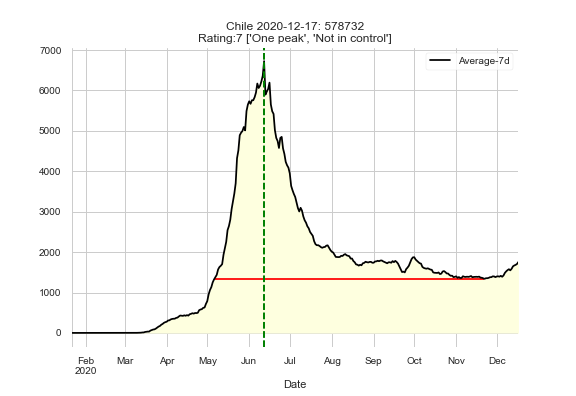 Chile 2020-12-17: 578732
Rating:7 ['One peak', 'Not in control']
Average-7d
7000
6000
5000
4000
3000
2000
1000
0
Feb Mar Apr May Jun Jul Aug Sep Oct Nov Dec
2020
Date